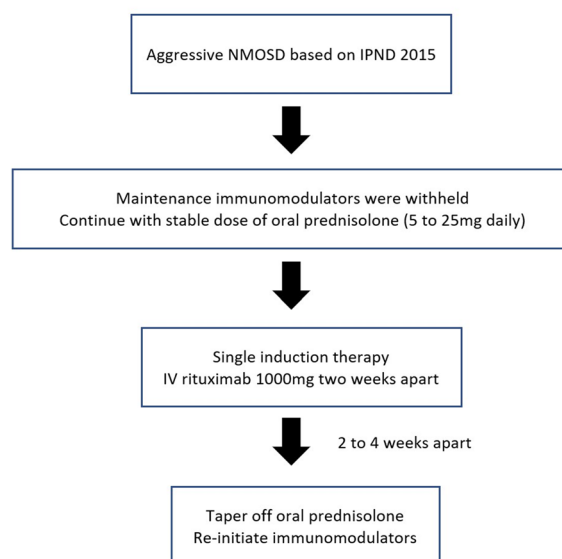 Aggressive NMOSD based on IPND 2015
Maintenance immunomodulators were withheld
Continue with stable dose of oral prednisolone (5 to 25mg daily)
Single induction therapy
IV rituximab 1000mg two weeks apart
2 to 4 weeks apart
Taper off oral prednisolone
Re-initiate immunomodulators